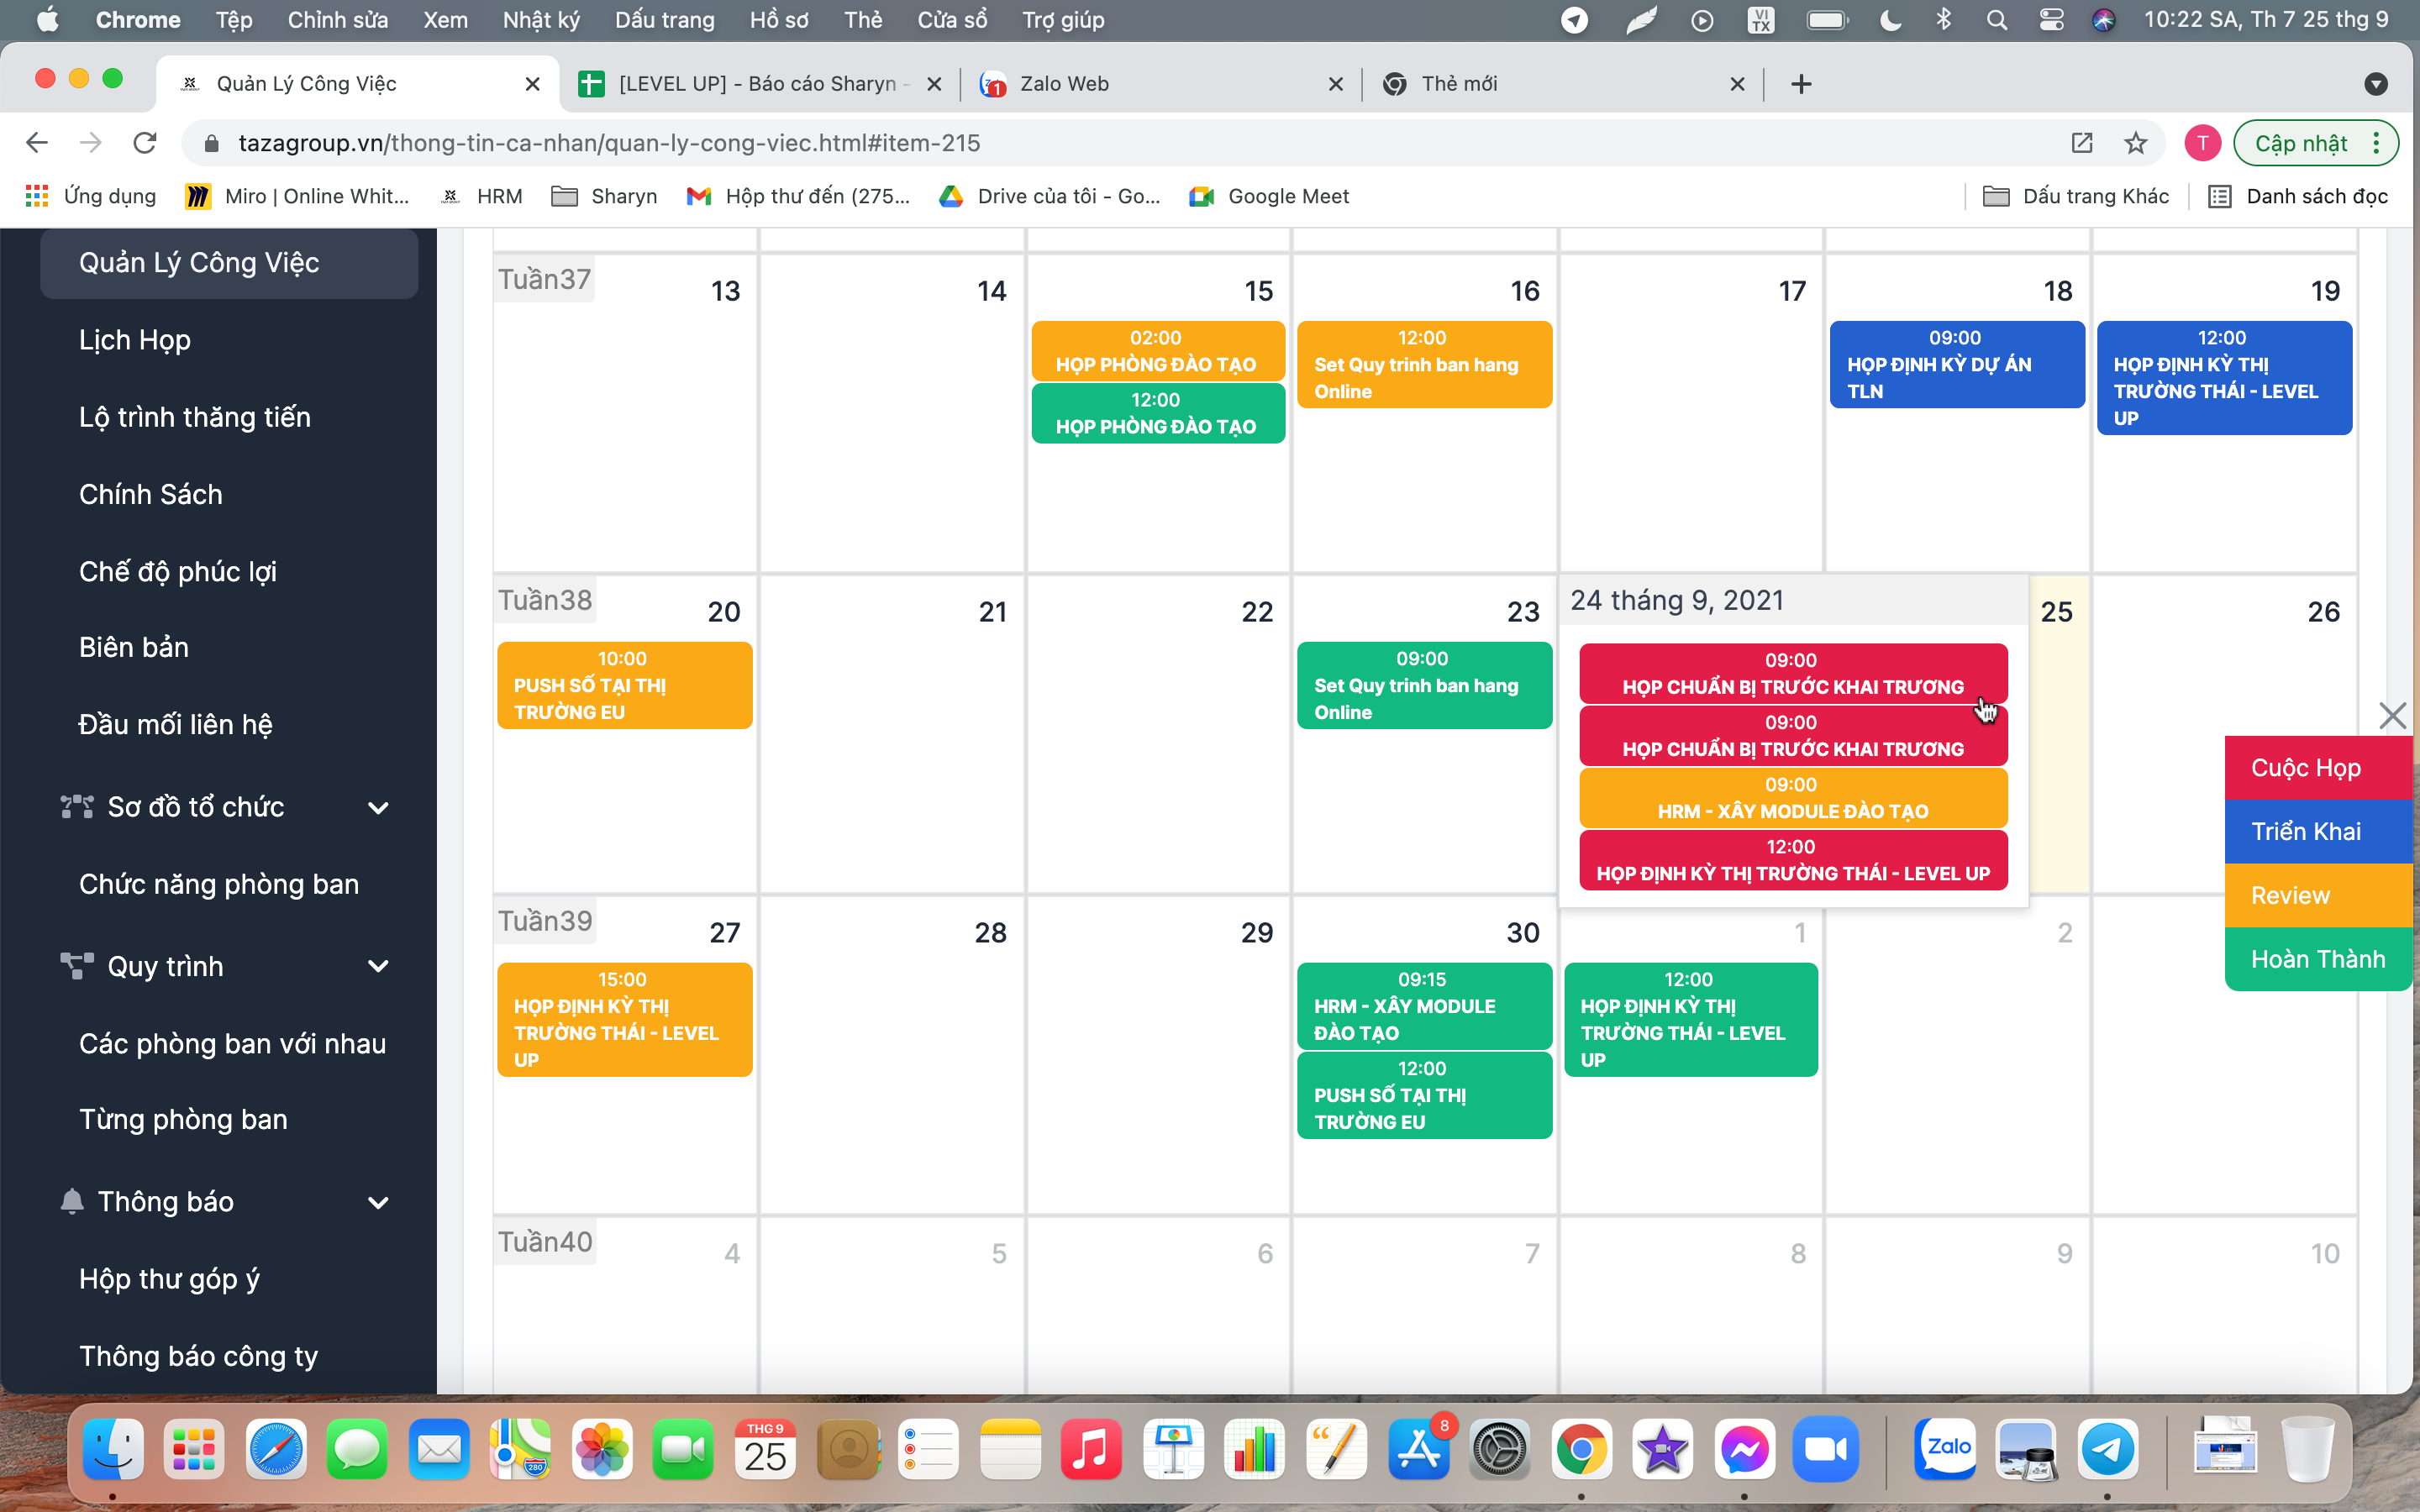 Chrome Tệp Chỉnh sửa Xem Nhật ký Dấu trang Hồ sơ Thẻ Cửa sổ Trợ giúp VI TX 10:22 SA, Th 7 25 thg 9
Quản Lý Công Việc [LEVEL UP] - Báo cáo Sharyn - 1 Zalo Web Thẻ mới
tazagroup.vn/thong-tin-ca-nhan/quan-ly-cong-viec.html#item-215 T Cập nhật
Ứng dụng Miro | Online Whit... HRM Sharyn Hộp thư đến (275... Drive của tôi - Go... Google Meet Dấu trang Khác Danh sách đọc
Quản Lý Công Việc
Lịch Họp
Lộ trình thăng tiến
Chính Sách
Chế độ phúc lợi
Biên bản
Đầu mối liên hệ
Sơ đồ tổ chức
Chức năng phòng ban
Quy trình
Các phòng ban với nhau
Từng phòng ban
Thông báo
Hộp thư góp ý
Thông báo công ty
Tuần37 13 14 15 16 17 18 19
02:00
HỌP PHÒNG ĐÀO TẠO
12:00
HỌP PHÒNG ĐÀO TẠO
12:00
Set Quy trinh ban hang
Online
09:00
HỌP ĐỊNH KỲ DỰ ÁN
TLN
12:00
HỌP ĐỊNH KỲ THỊ
TRƯỜNG THÁI - LEVEL
UP
Tuần38 20 21 22 23 25 26
10:00
PUSH SỐ TẠI THỊ
TRƯỜNG EU
09:00
Set Quy trinh ban hang
Online
24 tháng 9, 2021
09:00
HỌP CHUẨN BỊ TRƯỚC KHAI TRƯƠNG
09:00
HỌP CHUẨN BỊ TRƯỚC KHAI TRƯƠNG
09:00
HRM - XÂY MODULE ĐÀO TẠO
12:00
HỌP ĐỊNH KỲ THỊ TRƯỜNG THÁI - LEVEL UP
Cuộc Họp
Triển Khai
Review
Hoàn Thành
Tuần39 27 28 29 30 1 2
15:00
HỌP ĐỊNH KỲ THỊ
TRƯỜNG THÁI - LEVEL
UP
09:15
HRM - XÂY MODULE
ĐÀO TẠO
12:00
PUSH SỐ TẠI THỊ
TRƯỜNG EU
12:00
HỌP ĐỊNH KỲ THỊ
TRƯỜNG THÁI - LEVEL
UP
Tuần40 4 5 6 7 8 9 10
280
THG 9
25
8
Zalo